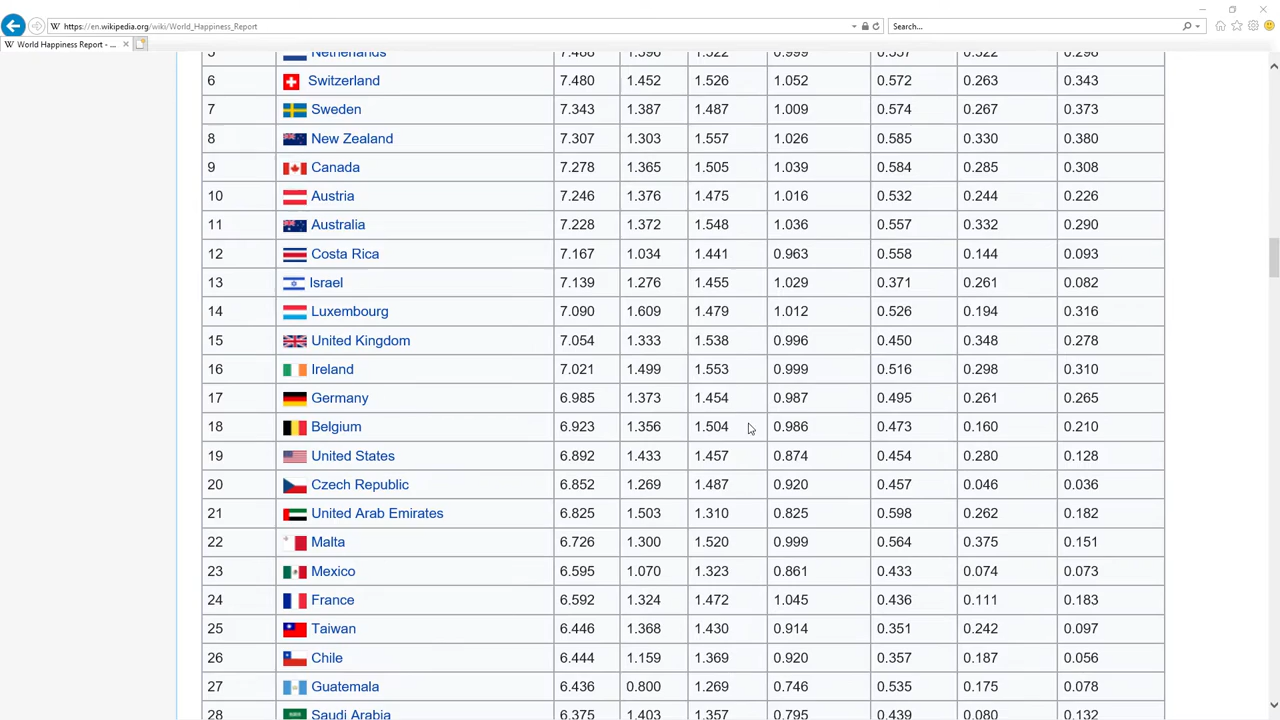 https://en.wikipedia.org/wiki/World_Happiness_Report Search...
World Happiness Report - ...
Netherlands 7.488 1.396
6 Switzerland 7.480 1.452 1.052 0.572 0.343
7 Sweden 7.343 1.387 1.487 1.009 0.574 0.373
8 New Zealand 7.307 1.303 1.557 1.026 0.585 0.380
9 Canada 7.278 1.365 1.505 1.039 0.584 0.308
10 Austria 7.246 1.376 1.475 1.016 0.532 0.244 0.226
11 Australia 7.228 1.372 1.548 1.036 0.557 0.332 0.290
12 Costa Rica 7.167 1.034 1.441 0.963 0.558 0.144 0.093
13 Israel 7.139 1.276 1.455 1.029 0.371 0.261 0.082
14 Luxembourg 7.090 1.609 1.479 1.012 0.526 0.194 0.316
15 United Kingdom 7.054 1.333 1.538 0.996 0.450 0.348 0.278
16 Ireland 7.021 1.499 1.553 0.999 0.516 0.298 0.310
17 Germany 6.985 1.373 1.454 0.987 0.495 0.261 0.265
18 Belgium 6.923 1.356 1.504 0.986 0.473 0.160 0.210
19 United States 6.892 1.433 1.457 0.874 0.454 0.280 0.128
20 Czech Republic 6.852 1.269 1.487 0.920 0.457 0.046 0.036
21 United Arab Emirates 6.825 1.503 1.310 0.825 0.598 0.262 0.182
22 Malta 6.726 1.300 1.520 0.999 0.564 0.375 0.151
23 Mexico 6.595 1.070 1.323 0.861 0.433 0.074 0.073
24 France 6.592 1.324 1.472 1.045 0.436 0.111 0.183
25 Taiwan 6.446 1.368 1.430 0.914 0.351 0.242 0.097
26 Chile 6.444 1.159 1.369 0.920 0.357 0.187 0.056
27 Guatemala 6.436 0.800 1.269 0.746 0.535 0.175 0.078
28 Saudi Arabia 1.403 0.439